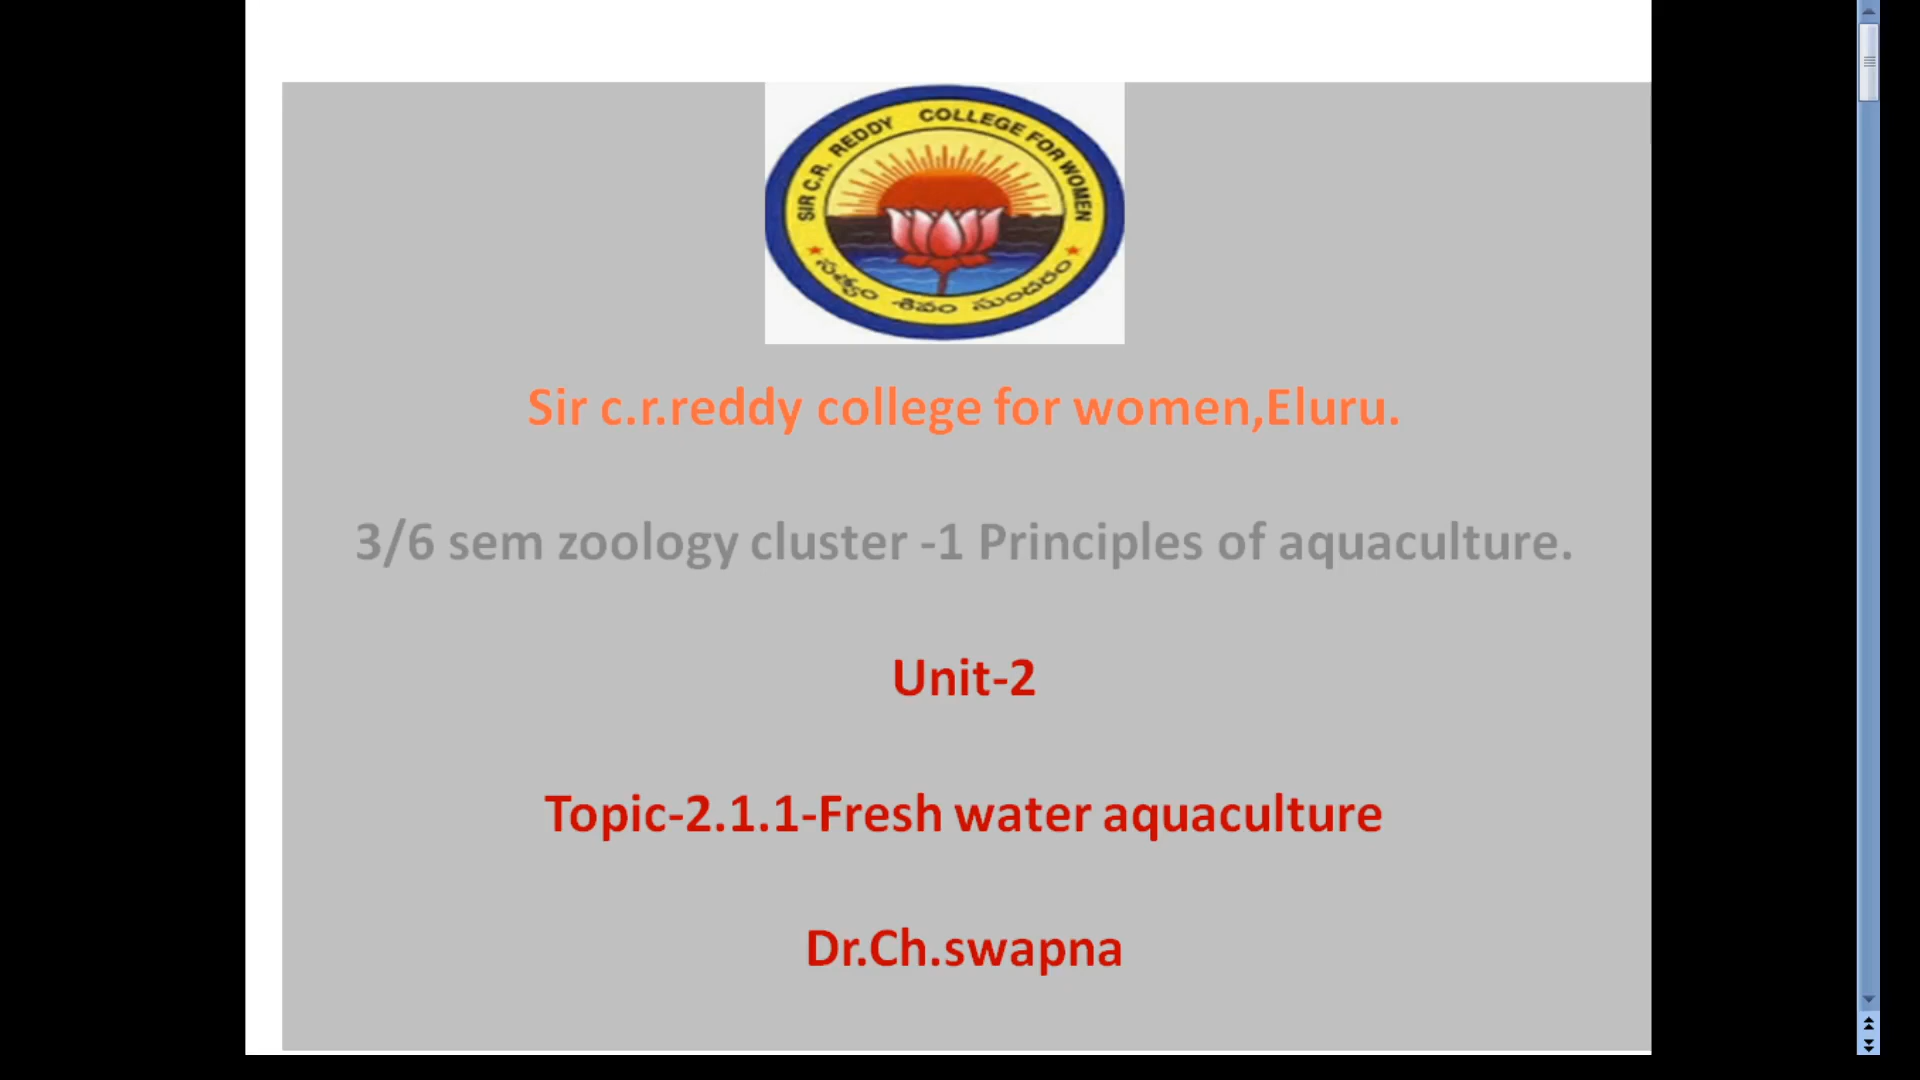 SIR C.R. REDDY COLLEGE FOR WOMEN
సత్యం శివం సుందరం
Sir c.r.reddy college for women,Eluru.
3/6 sem zoology cluster -1 Principles of aquaculture.
Unit-2
Topic-2.1.1-Fresh water aquaculture
Dr.Ch.swapna